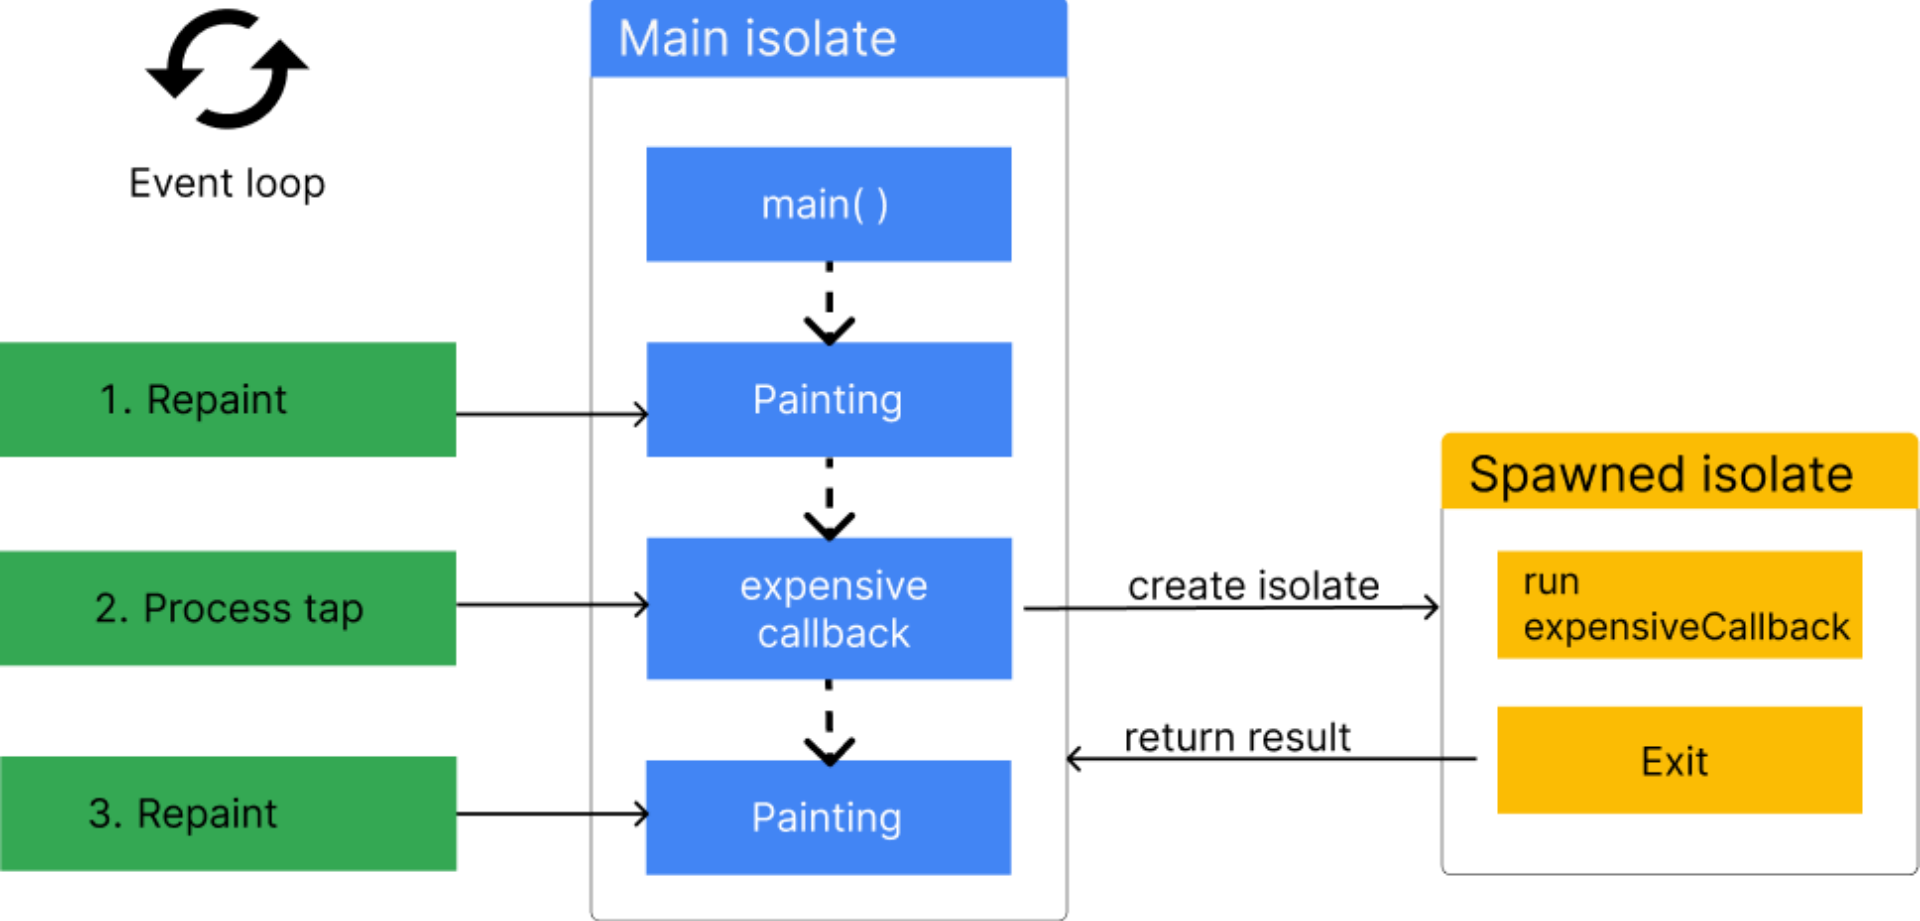 Event loop
Main isolate
main( )
1. Repaint
Painting
2. Process tap
expensive
callback
3. Repaint
Painting
create isolate
return result
Spawned isolate
run
expensiveCallback
Exit